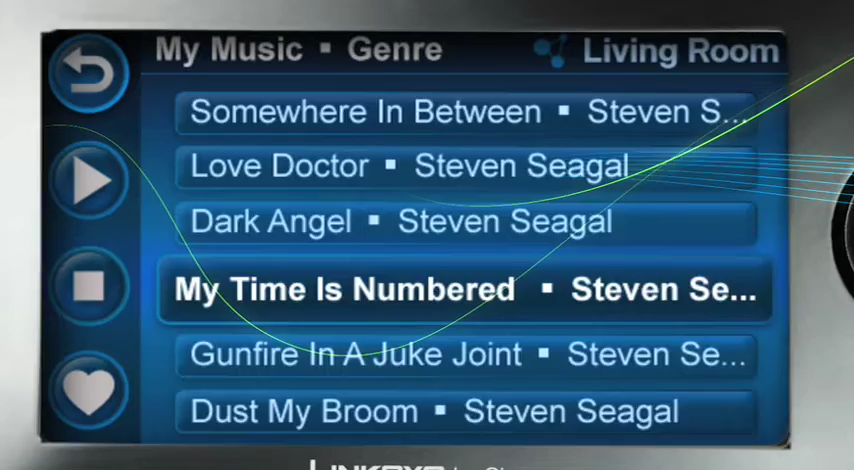 My Music ▪ Genre Living Room
Somewhere In Between ▪ Steven S...
Love Doctor ▪ Steven Seagal
Dark Angel ▪ Steven Seagal
My Time Is Numbered ▪ Steven Se...
Gunfire In A Juke Joint ▪ Steven Se...
Dust My Broom ▪ Steven Seagal